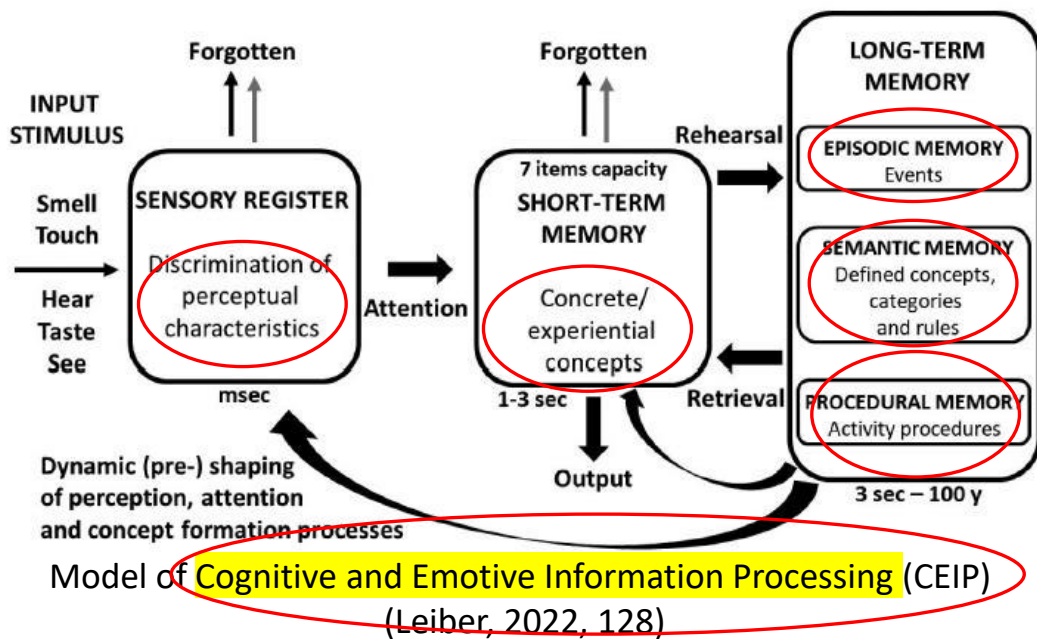 Forgotten
Forgotten
LONG-TERM
MEMORY
INPUT
STIMULUS
Rehearsal
EPISODIC MEMORY
Events
7 items capacity
SENSORY REGISTER
SHORT-TERM
MEMORY
Smell
Touch
SEMANTIC MEMORY
Defined concepts,
categories
and rules
Discrimination of
perceptual
characteristics
Attention
Concrete/
experiential
concepts
Hear
Taste
See
Retrieval
PROCEDURAL MEMORY
Activity procedures
msec
1-3 sec
Output
3 sec – 100 y
Dynamic (pre-) shaping
of perception, attention
and concept formation processes
Model of Cognitive and Emotive Information Processing (CEIP)
(Leiber, 2022, 128)